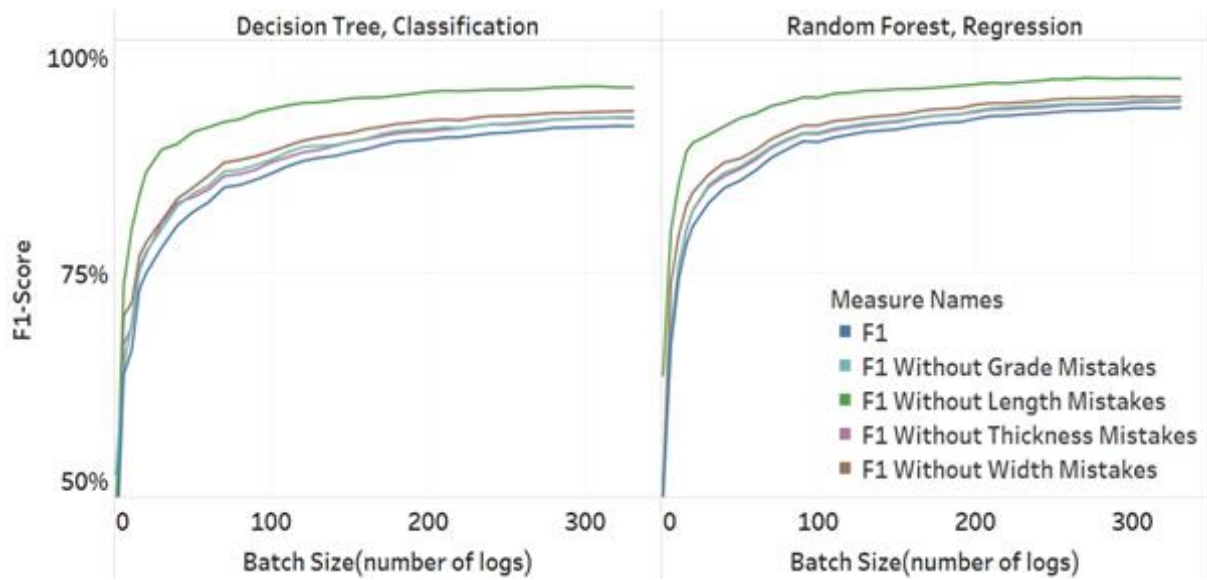 Decision Tree, Classification
Random Forest, Regression
100%
75%
50%
F1-Score
Measure Names
F1
F1 Without Grade Mistakes
F1 Without Length Mistakes
F1 Without Thickness Mistakes
F1 Without Width Mistakes
0 100 200 300
0 100 200 300
Batch Size(number of logs)
Batch Size(number of logs)